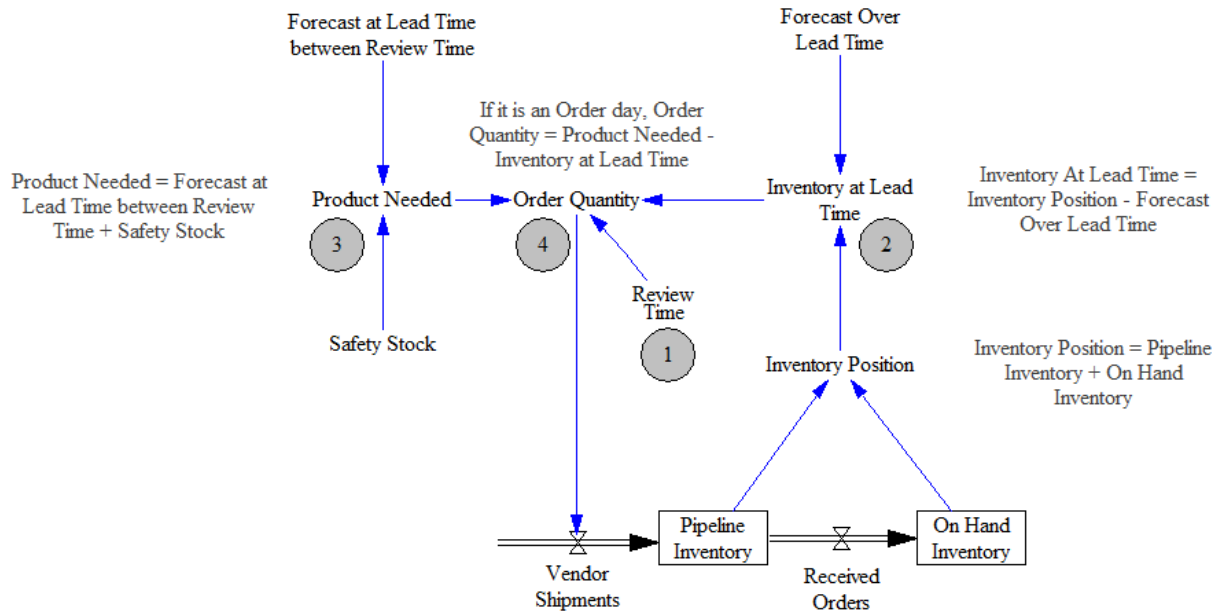 Forecast at Lead Time
between Review Time
Forecast Over
Lead Time
If it is an Order day, Order
Quantity = Product Needed -
Inventory at Lead Time
Product Needed = Forecast at
Lead Time between Review
Time + Safety Stock
Product Needed
Order Quantity
Inventory at Lead
Time
Inventory At Lead Time =
Inventory Position - Forecast
Over Lead Time
3
4
2
Review
Time
1
Safety Stock
Inventory Position
Inventory Position = Pipeline
Inventory + On Hand
Inventory
Pipeline
Inventory
On Hand
Inventory
Vendor
Shipments
Received
Orders